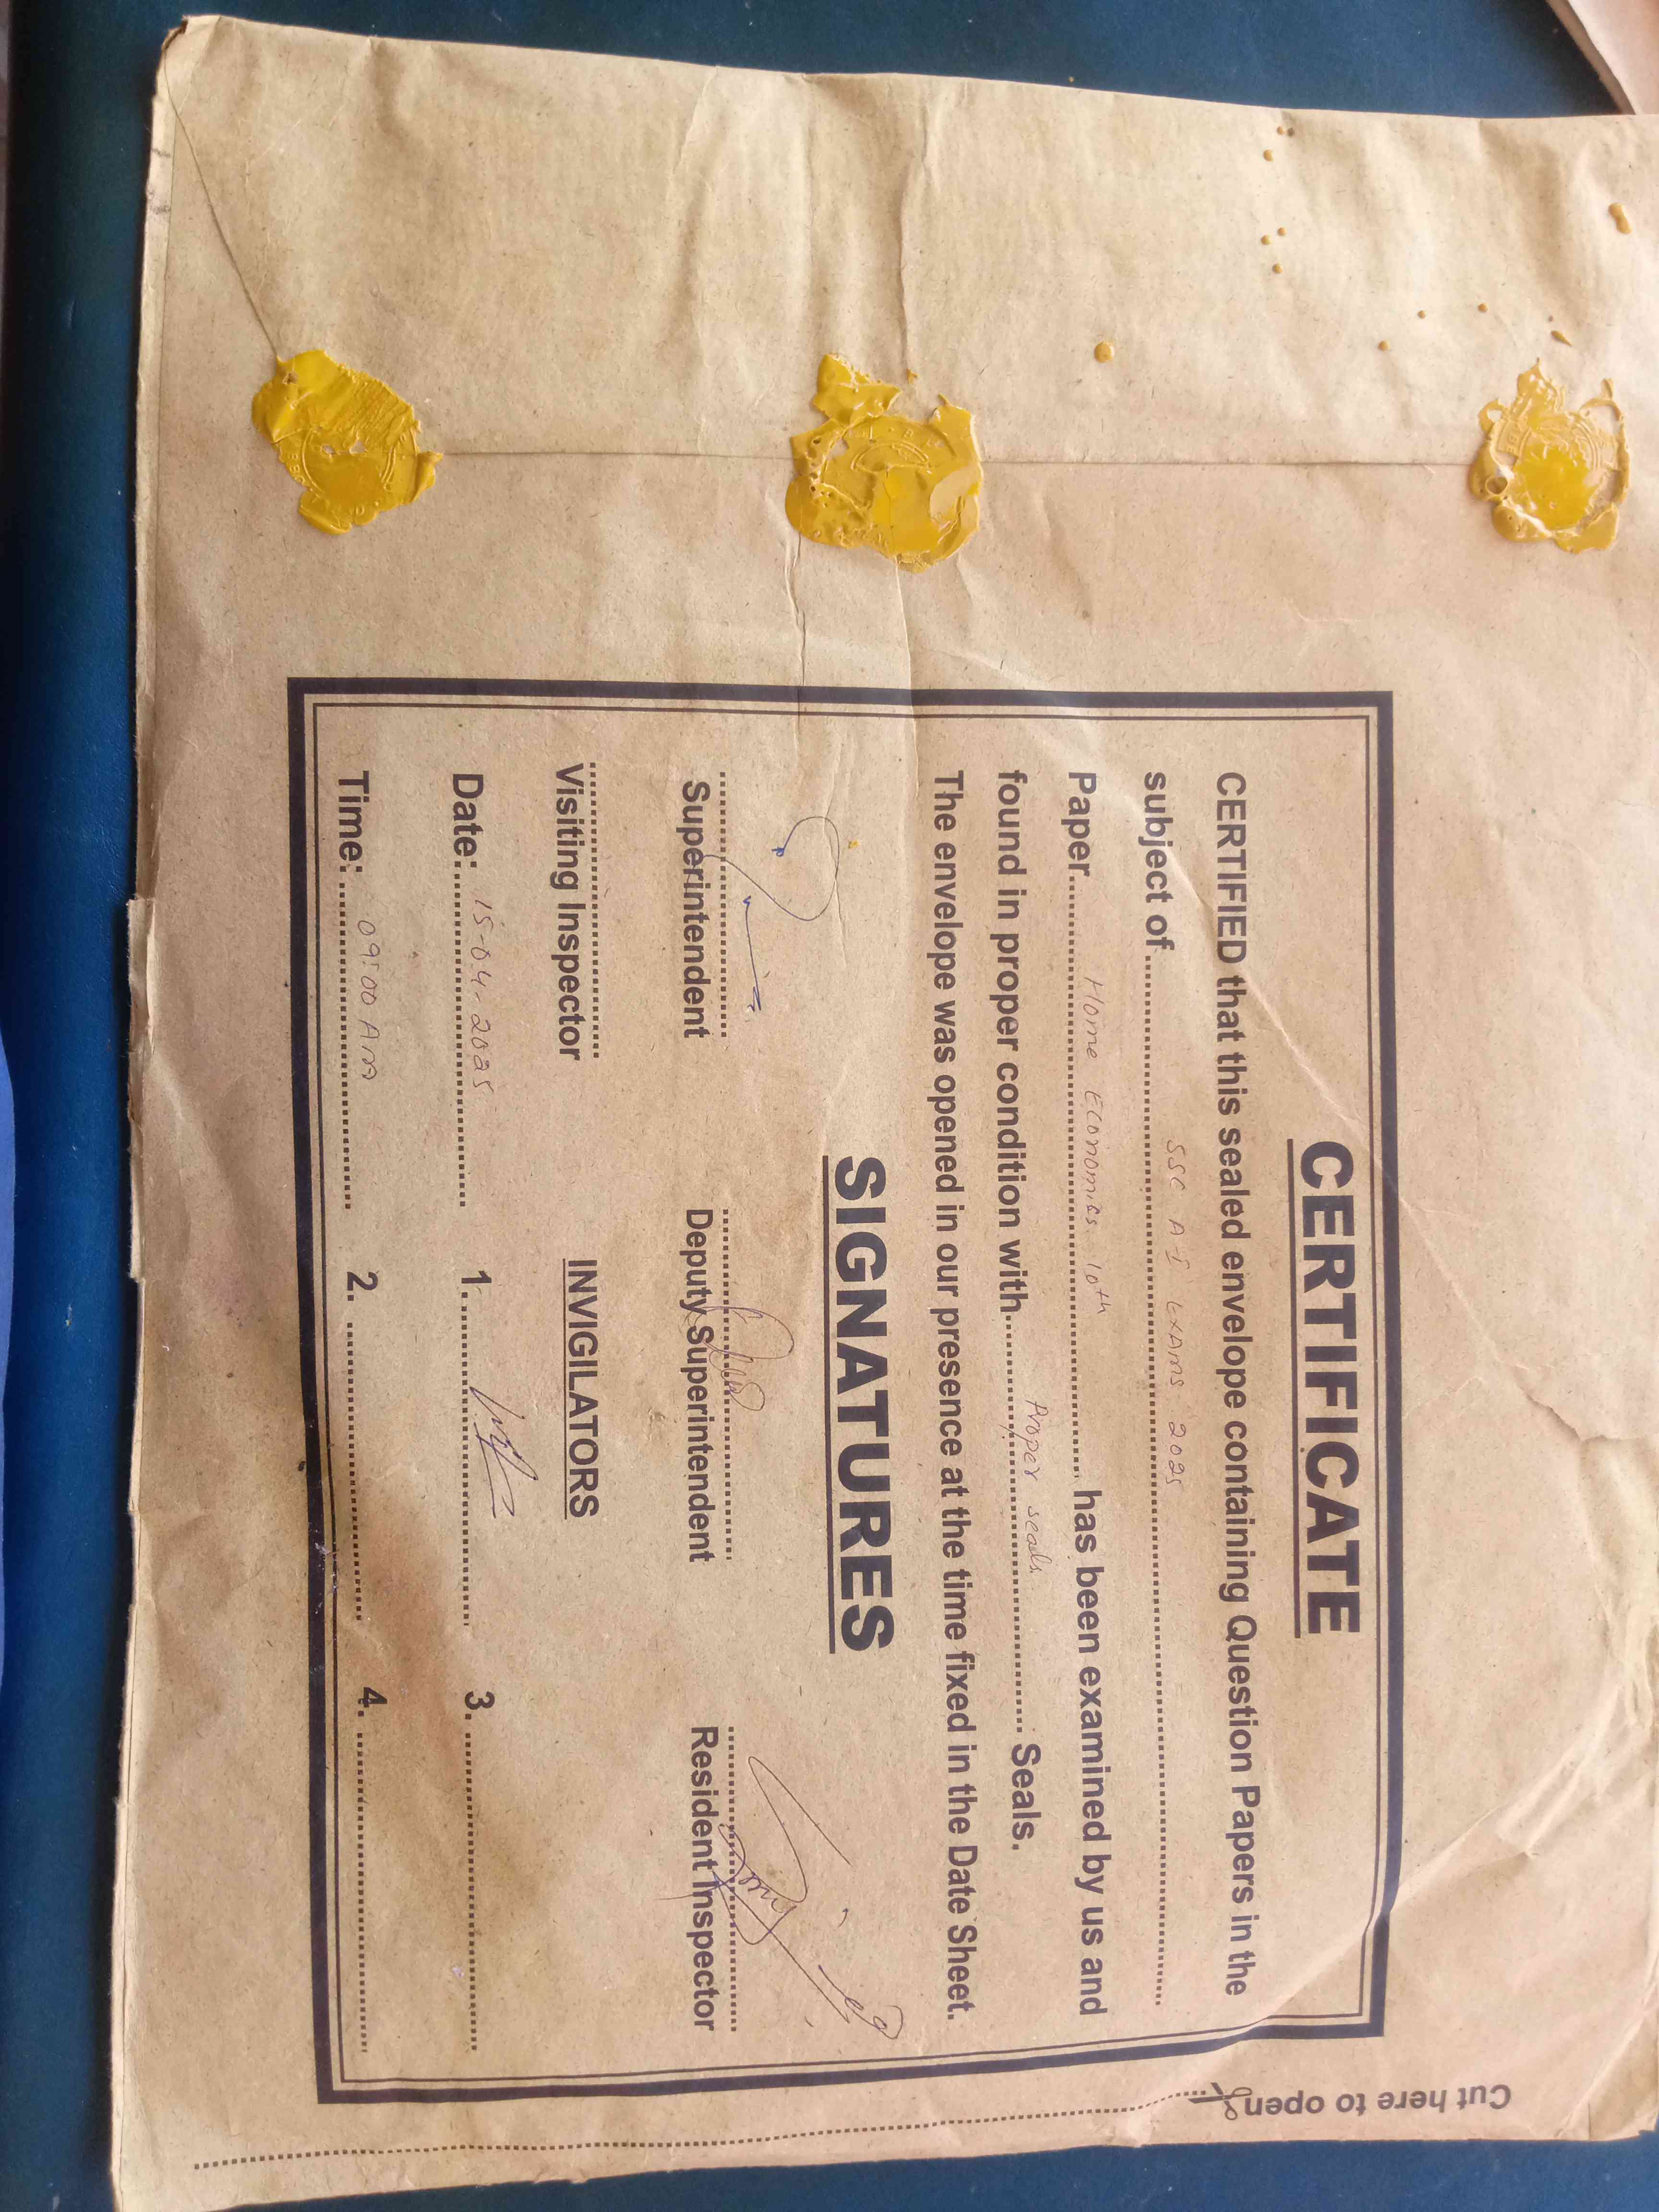 Cut here to open
CERTIFICATE
CERTIFIED that this sealed envelope containing Question Papers in the
subject of SSC A-I EXAMS 2025
Paper Home Economics 10th has been examined by us and
found in proper condition with Proper seals. Seals.
The envelope was opened in our presence at the time fixed in the Date Sheet.
SIGNATURES
Superintendent Deputy Superintendent Resident Inspector
Visiting Inspector INVIGILATORS
Date: 15-04-2025 1. 3.
Time: 09:00 AM 2. 4.